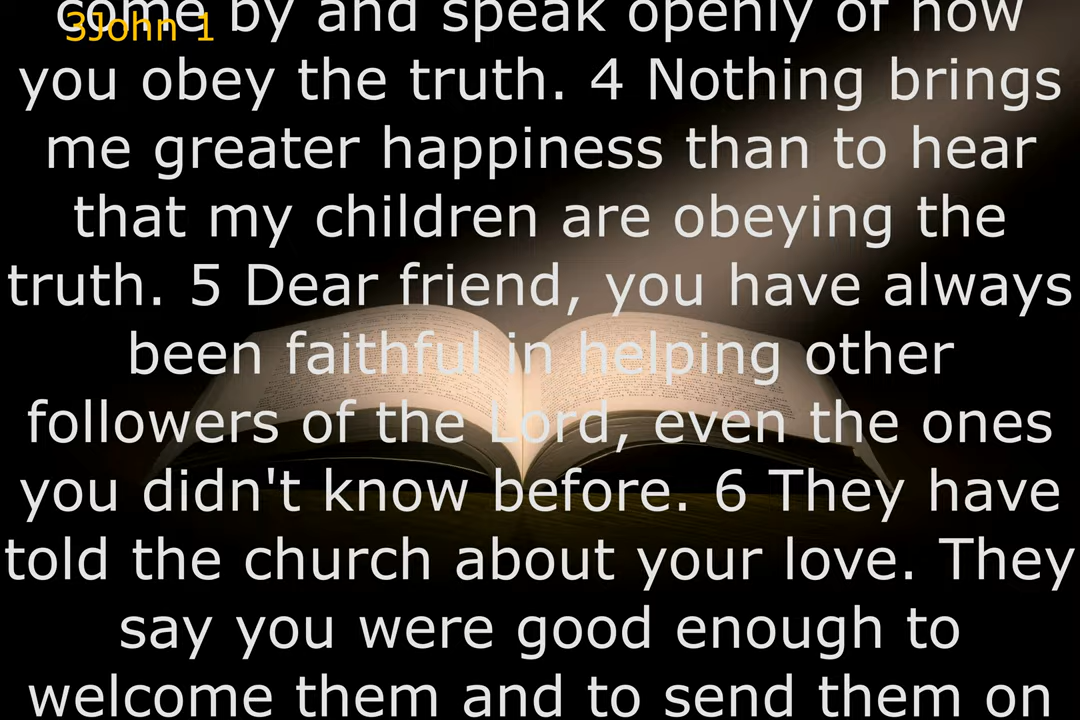 3John 1
come by and speak openly of how
you obey the truth. 4 Nothing brings
me greater happiness than to hear
that my children are obeying the
truth. 5 Dear friend, you have always
been faithful in helping other
followers of the Lord, even the ones
you didn't know before. 6 They have
told the church about your love. They
say you were good enough to
welcome them and to send them on